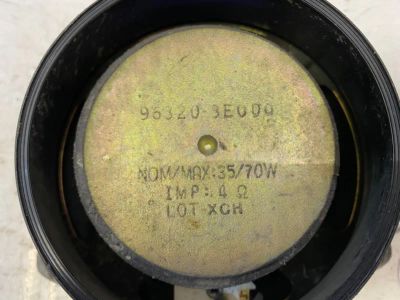 96320-3E000
NOM/MAX:35/70W
IMP: 4 Ω
LOT XCH